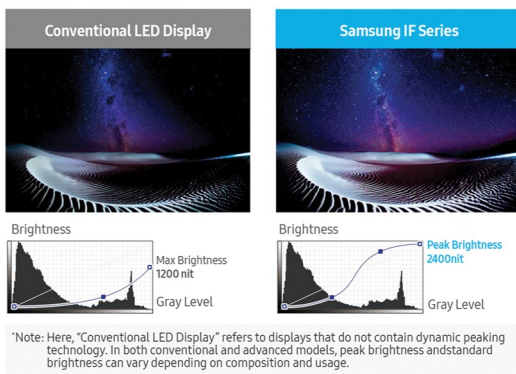 Conventional LED Display
Samsung IF Series
Brightness
Max Brightness
1200 nit
Gray Level
Brightness
Peak Brightness
2400nit
Gray Level
*Note: Here, "Conventional LED Display" refers to displays that do not contain dynamic peaking
technology. In both conventional and advanced models, peak brightness andstandard
brightness can vary depending on composition and usage.